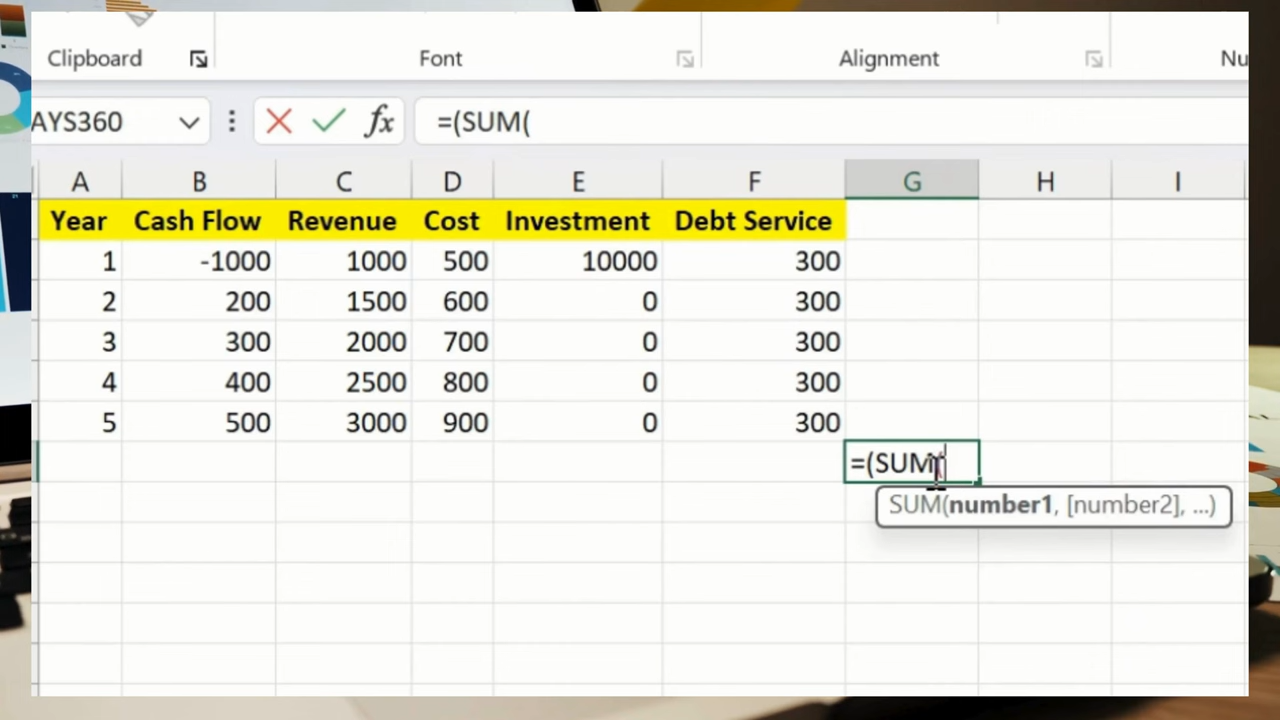 Clipboard Font Alignment Nu
AYS360 fx =(SUM(
A B C D E F G H I
Year Cash Flow Revenue Cost Investment Debt Service
1 -1000 1000 500 10000 300
2 200 1500 600 0 300
3 300 2000 700 0 300
4 400 2500 800 0 300
5 500 3000 900 0 300
=(SUM(
SUM(number1, [number2], ...)